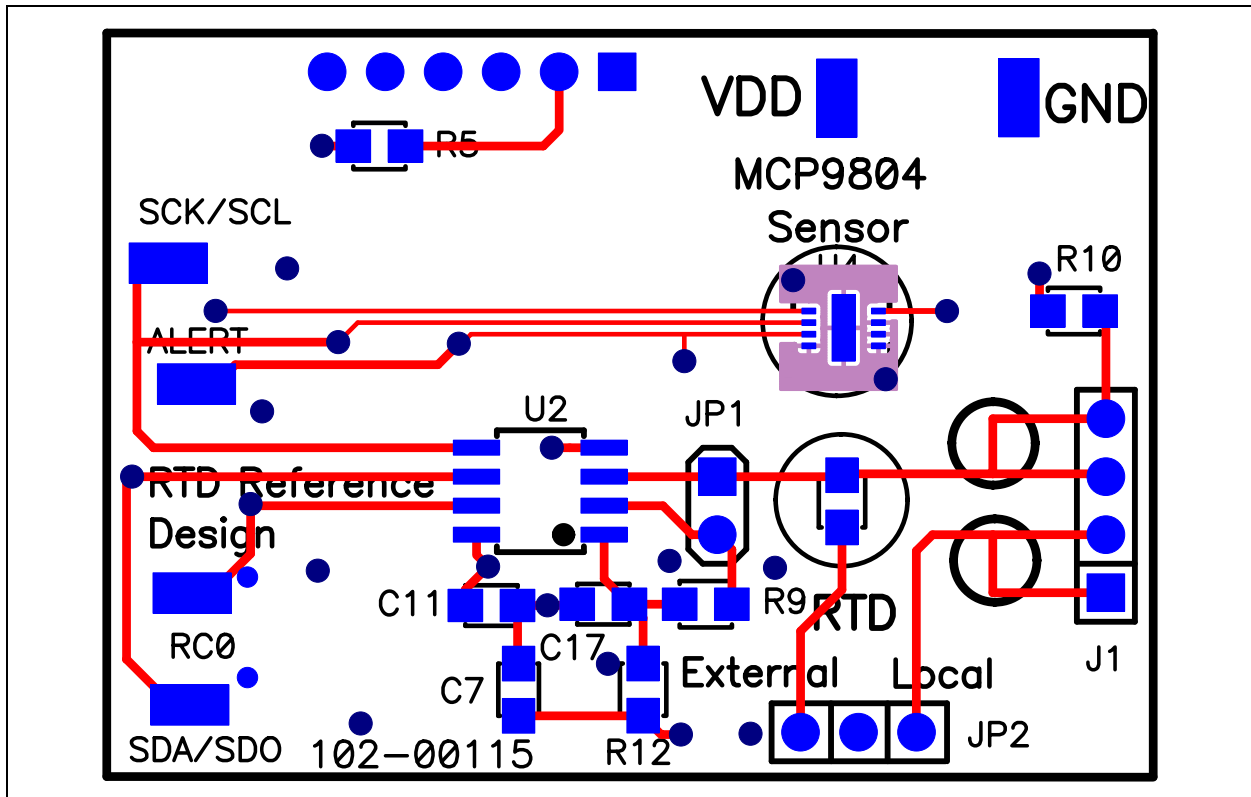 VDD
GND
R5
MCP9804
Sensor
SCK/SCL
U4
R10
ALERT
U2
JP1
RTD Reference
Design
C11
R9
RTD
RC0
C17
J1
C7
External
Local
SDA/SDO
102-00115
R12
JP2